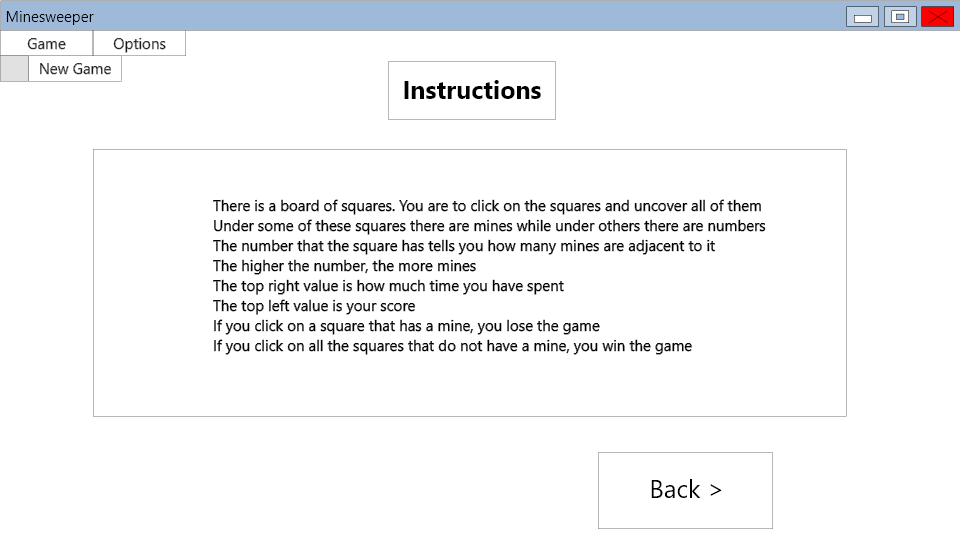 Minesweeper
Game Options
New Game
Instructions
There is a board of squares. You are to click on the squares and uncover all of them
Under some of these squares there are mines while under others there are numbers
The number that the square has tells you how many mines are adjacent to it
The higher the number, the more mines
The top right value is how much time you have spent
The top left value is your score
If you click on a square that has a mine, you lose the game
If you click on all the squares that do not have a mine, you win the game
Back >